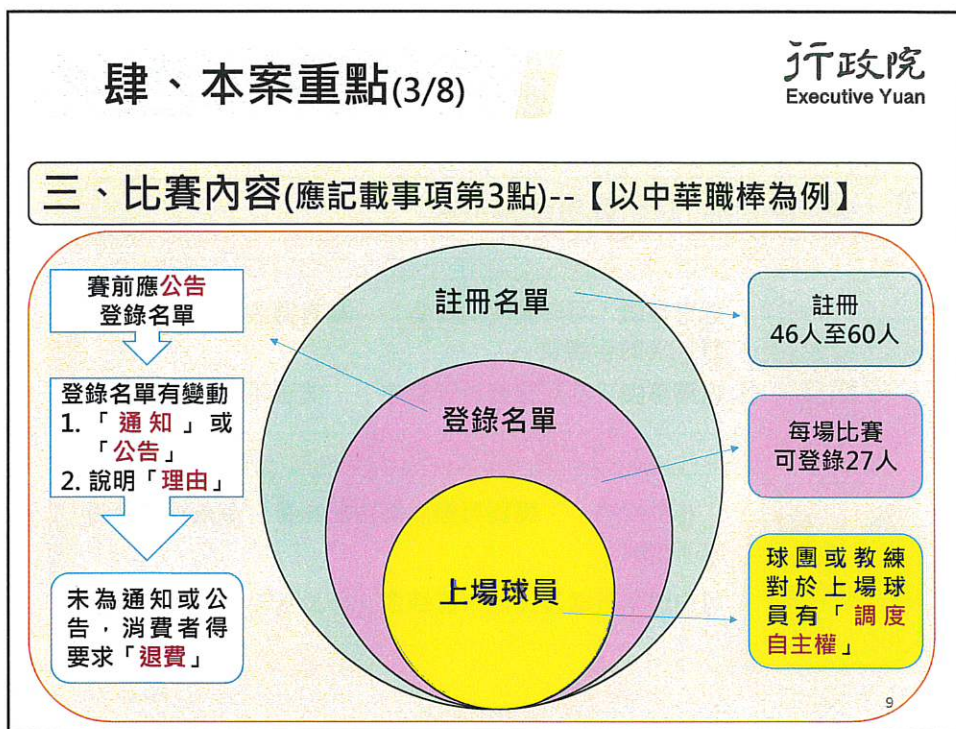 肆、本案重點(3/8)
行政院
Executive Yuan
三、比賽內容(應記載事項第3點)--【以中華職棒為例】
賽前應公告
登錄名單
登錄名單有變動
1.「通知」或
「公告」
2.說明「理由」
未為通知或公
告，消費者得
要求「退費」
註冊名單
登錄名單
上場球員
註冊
46人至60人
每場比賽
可登錄27人
球團或教練
對於上場球
員有「調度
自主權」
9